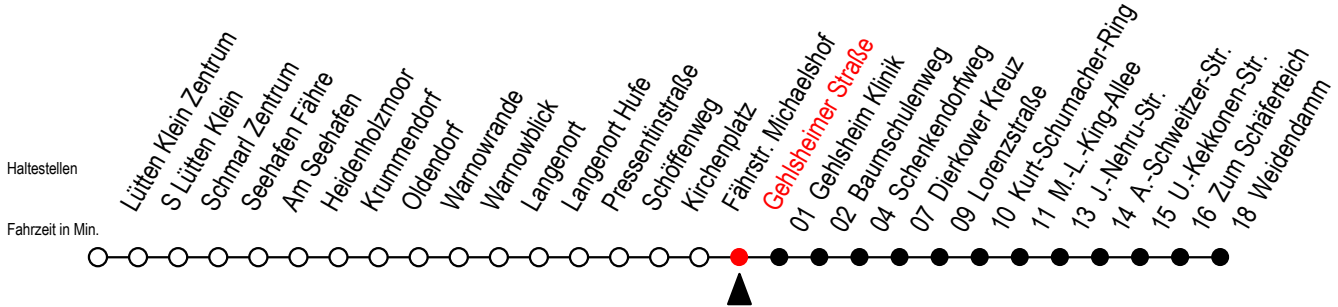 Haltestellen
Fahrzeit in Min.
Lütten Klein Zentrum
S Lütten Klein
Schmarl Zentrum
Seehafen Fähre
Am Seehafen
Heidenholzmoor
Krummendorf
Oldendorf
Warnowrande
Warnowblick
Langenort
Langenort Hufe
Pressentinstraße
Schöffenweg
Kirchenplatz
Fährstr. Michaelshof
Gehlsheimer Straße
01 Gehlsheim Klinik
02 Baumschulenweg
04 Schenkendorfweg
07 Dierkower Kreuz
09 Lorenzstraße
10 Kurt-Schumacher-Ring
11 M.-L.-King-Allee
13 J.-Nehru-Str.
14 A.-Schweitzer-Str.
15 U.-Kekkonen-Str.
16 Zum Schäferteich
18 Weidendamm